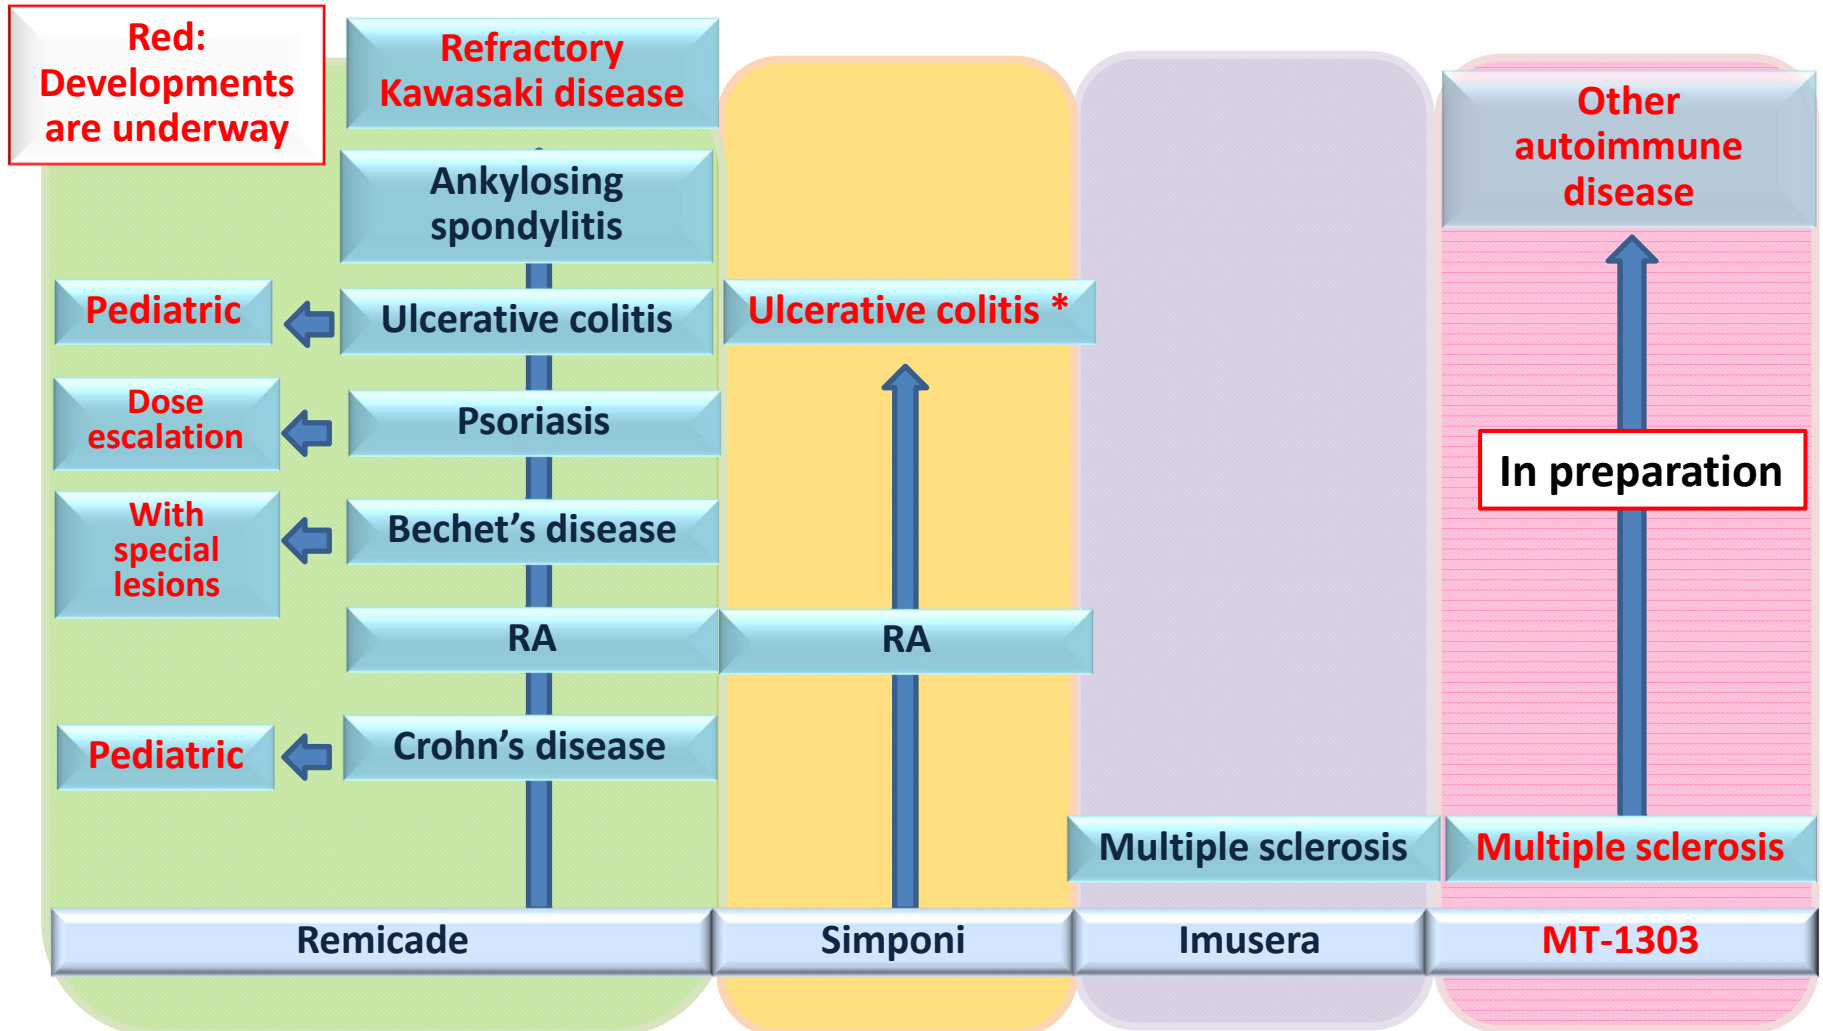 Red:
Developments
are underway
Refractory
Kawasaki disease
Other
autoimmune
disease
Ankylosing
spondylitis
Pediatric
Ulcerative colitis
Ulcerative colitis *
Dose
escalation
Psoriasis
In preparation
With
special
lesions
Bechet’s disease
RA
RA
Pediatric
Crohn’s disease
Multiple sclerosis
Multiple sclerosis
Remicade
Simponi
Imusera
MT-1303